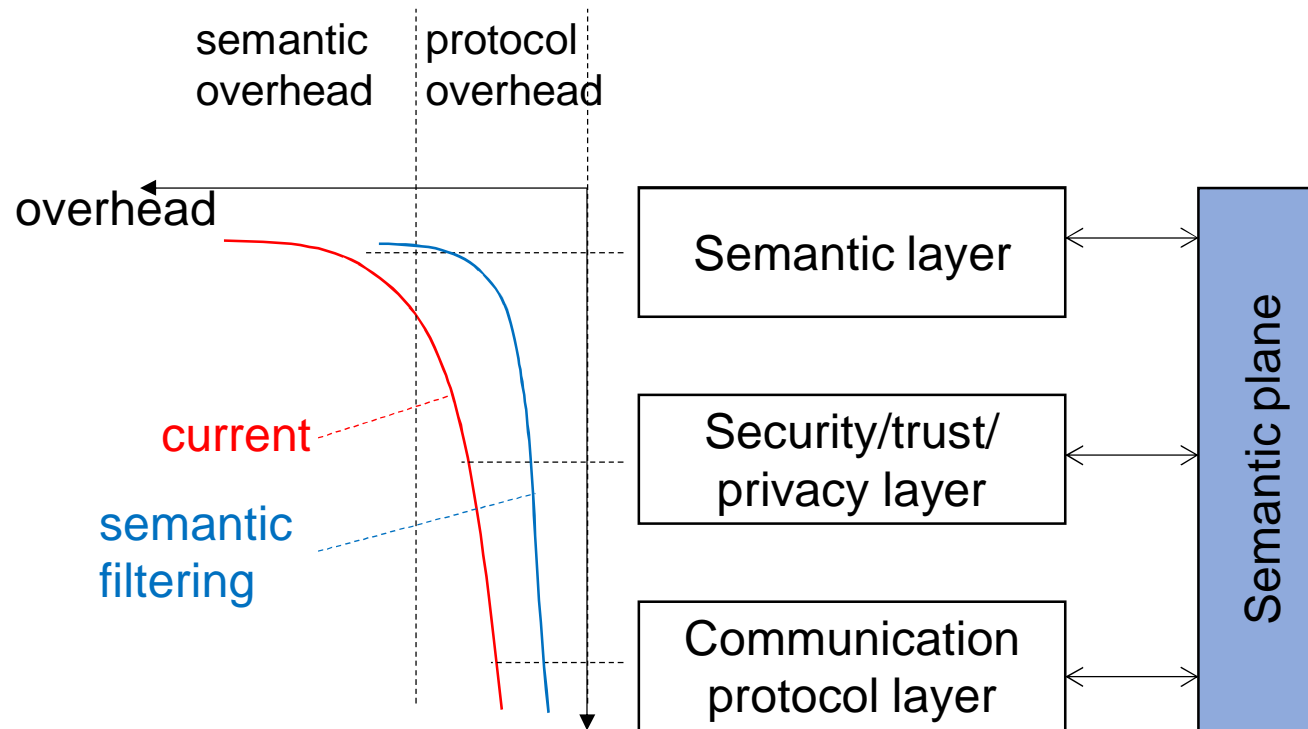 semantic
overhead
protocol
overhead
overhead
Semantic layer
current
Security/trust/
privacy layer
semantic
filtering
Communication
protocol layer
Semantic plane